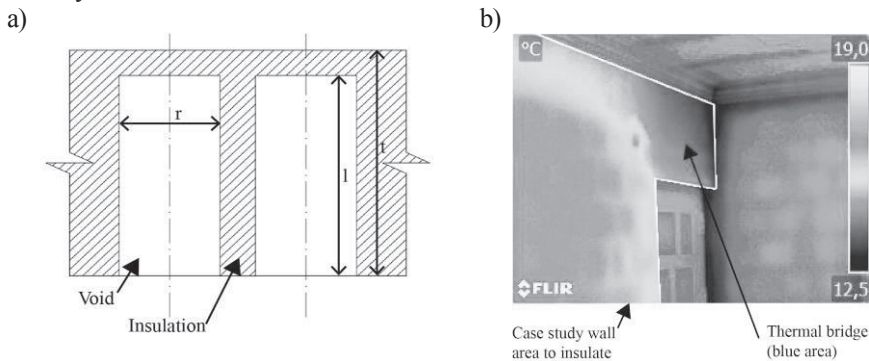 a)
b)
r
l
t
Void
Insulation
°C
19,0
12,5
FLIR
Case study wall
area to insulate
Thermal bridge
(blue area)